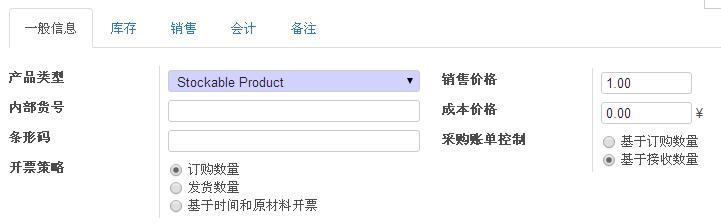 一般信息 库存 销售 会计 备注
产品类型 Stockable Product 销售价格 1.00
内部货号 成本价格 0.00 ¥
条形码 采购账单控制 基于订购数量
基于接收数量
开票策略 订购数量
发货数量
基于时间和原材料开票